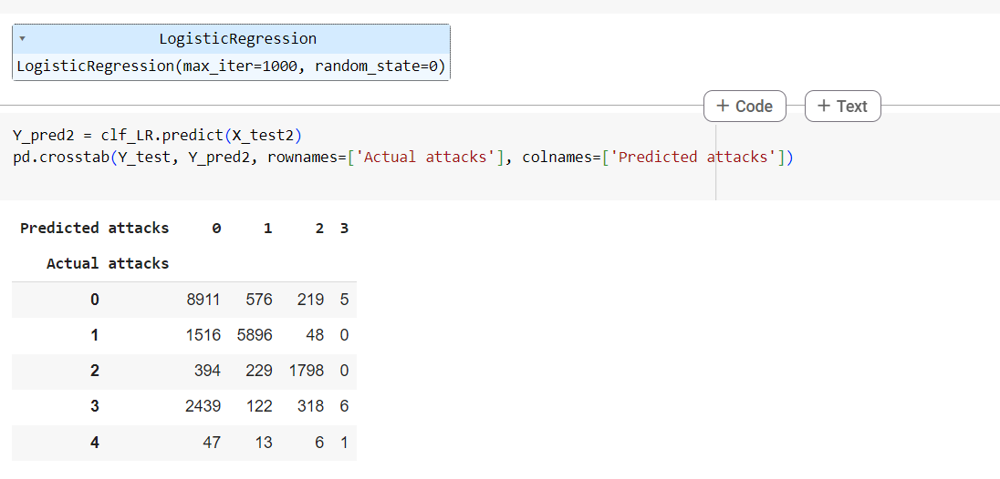 LogisticRegression
LogisticRegression(max_iter=1000, random_state=0)
+ Code + Text
Y_pred2 = clf_LR.predict(X_test2)
pd.crosstab(Y_test, Y_pred2, rownames=['Actual attacks'], colnames=['Predicted attacks'])
Predicted attacks 0 1 2 3
Actual attacks
0 8911 576 219 5
1 1516 5896 48 0
2 394 229 1798 0
3 2439 122 318 6
4 47 13 6 1